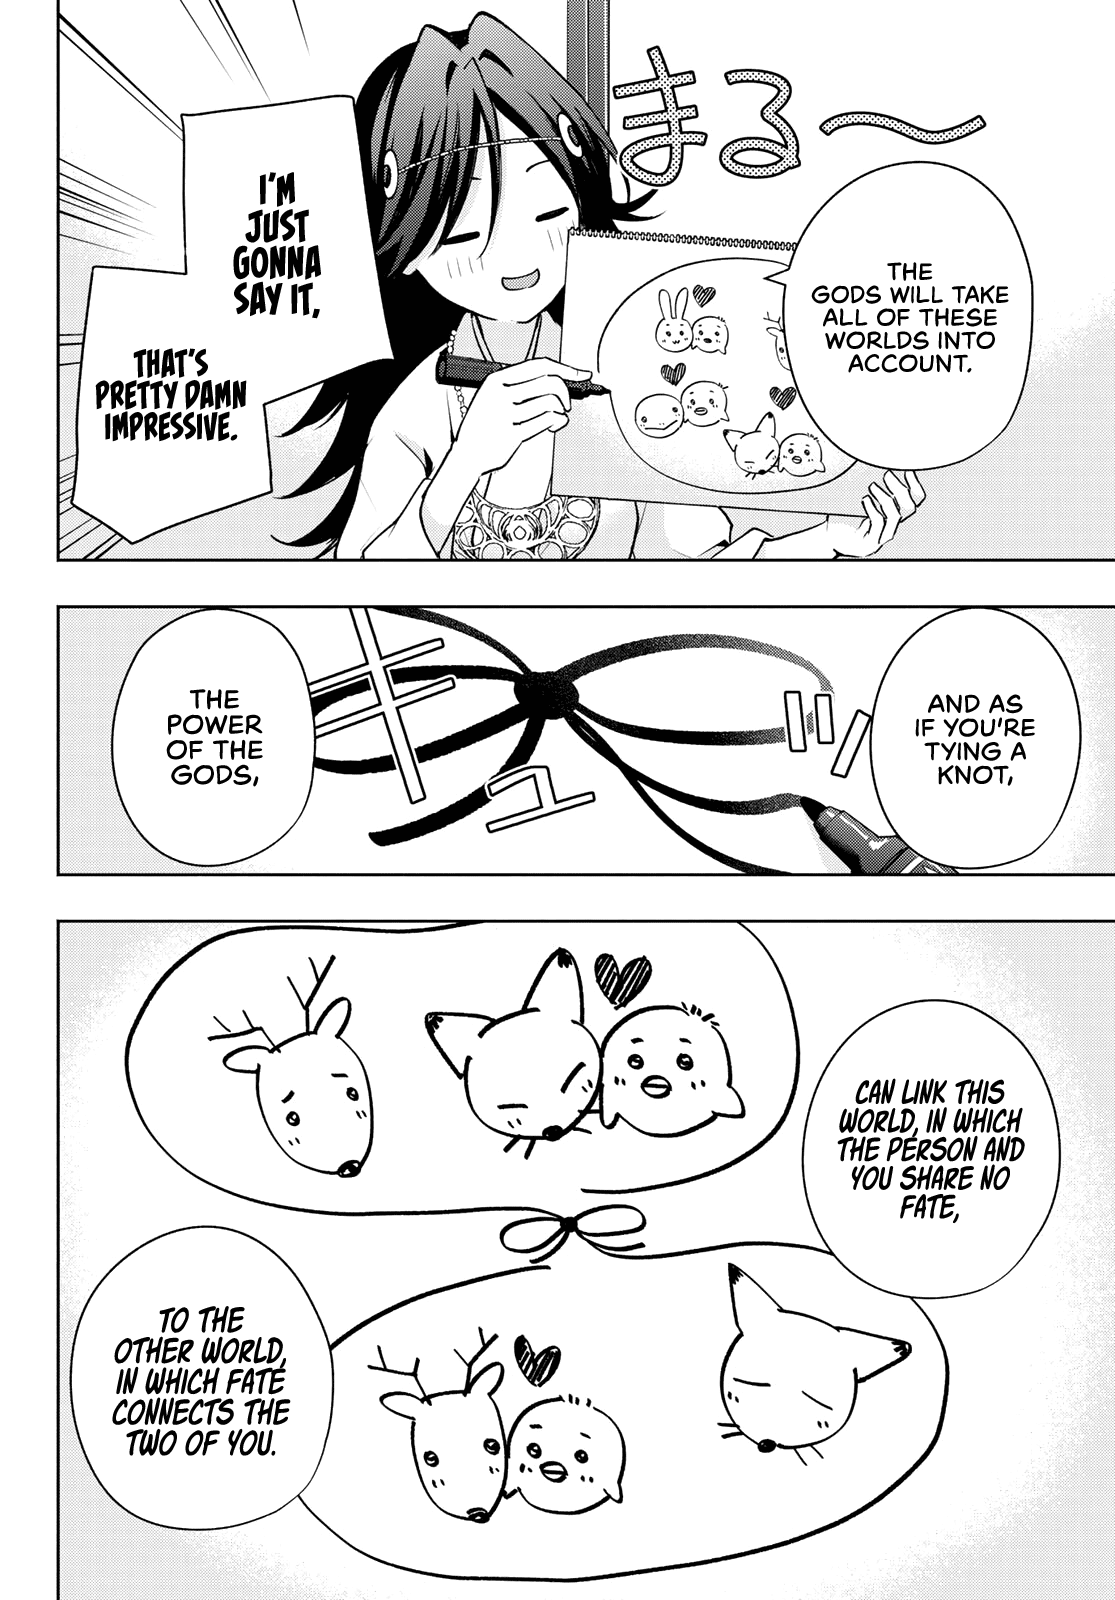 まる〜
THE
GODS WILL TAKE
ALL OF THESE
WORLDS INTO
ACCOUNT.
I'M
JUST
GONNA
SAY IT,
THAT'S
PRETTY DAMN
IMPRESSIVE.
AND AS
IF YOU'RE
TYING A
KNOT,
キュッ
THE
POWER
OF THE
GODS,
CAN LINK THIS
WORLD, IN WHICH
THE PERSON AND
YOU SHARE NO
FATE,
TO THE
OTHER WORLD,
IN WHICH FATE
CONNECTS THE
TWO OF YOU.